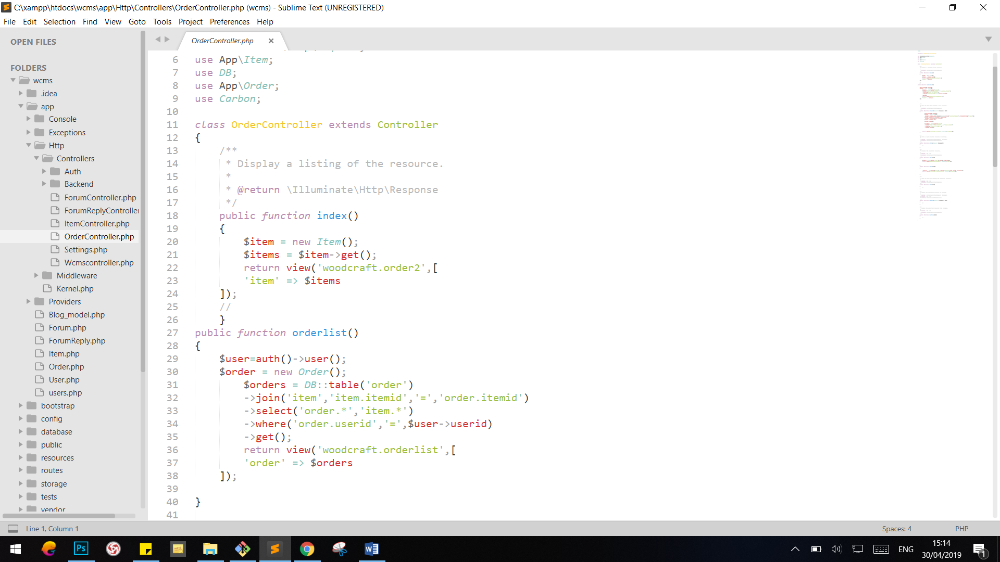 C:\xampp\htdocs\wcms\app\Http\Controllers\OrderController.php (wcms) - Sublime Text (UNREGISTERED)
File Edit Selection Find View Goto Tools Project Preferences Help
OPEN FILES
FOLDERS
wcms
.idea
app
Console
Exceptions
Http
Controllers
Auth
Backend
ForumController.php
ForumReplyController
ItemController.php
OrderController.php
Settings.php
Wcmscontroller.php
Middleware
Kernel.php
Providers
Blog_model.php
Forum.php
ForumReply.php
Item.php
Order.php
User.php
users.php
bootstrap
config
database
public
resources
routes
storage
tests
vendor
OrderController.php
6 use App\Item;
7 use DB;
8 use App\Order;
9 use Carbon;
10
11 class OrderController extends Controller
12 {
13 /**
14 * Display a listing of the resource.
15 *
16 * @return \Illuminate\Http\Response
17 */
18 public function index()
19 {
20 $item = new Item();
21 $items = $item->get();
22 return view('woodcraft.order2',[
23 'item' => $items
24 ]);
25 //
26 }
27 public function orderlist()
28 {
29 $user=auth()->user();
30 $order = new Order();
31 $orders = DB::table('order')
32 ->join('item','item.itemid','=','order.itemid')
33 ->select('order.*','item.*')
34 ->where('order.userid','=',$user->userid)
35 ->get();
36 return view('woodcraft.orderlist',[
37 'order' => $orders
38 ]);
39
40 }
41
Line 1, Column 1 Spaces: 4 PHP
Ps
ENG
15:14
30/04/2019
1